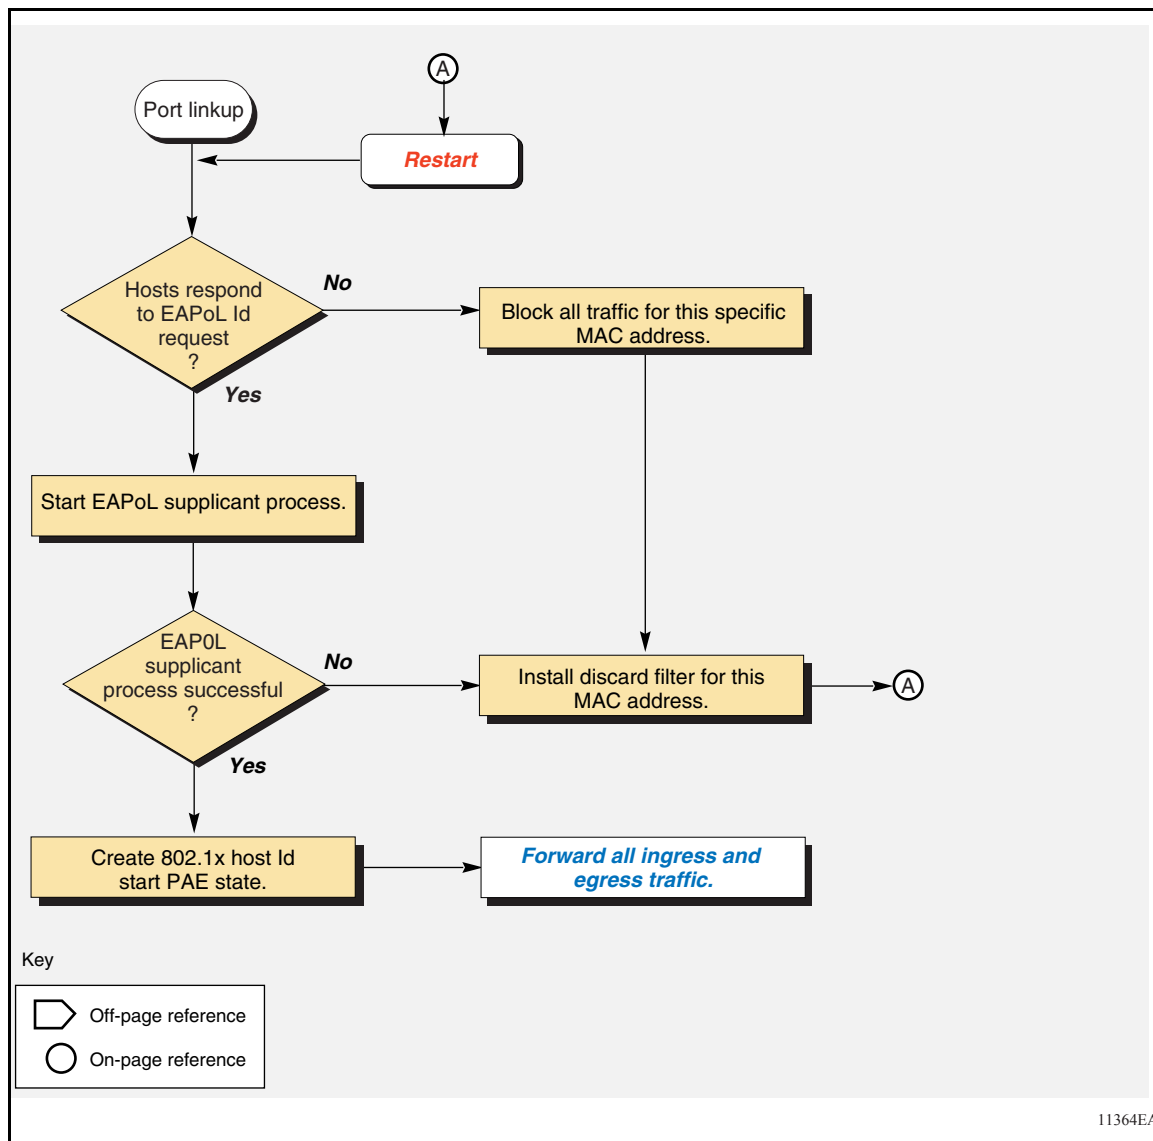 A
Port linkup
Restart
Hosts respond
to EAPoL Id
request
?
No
Block all traffic for this specific
MAC address.
Yes
Start EAPoL supplicant process.
EAP0L
supplicant
process successful
?
No
Install discard filter for this
MAC address.
A
Yes
Create 802.1x host Id
start PAE state.
Forward all ingress and
egress traffic.
Key
Off-page reference
On-page reference
11364EA